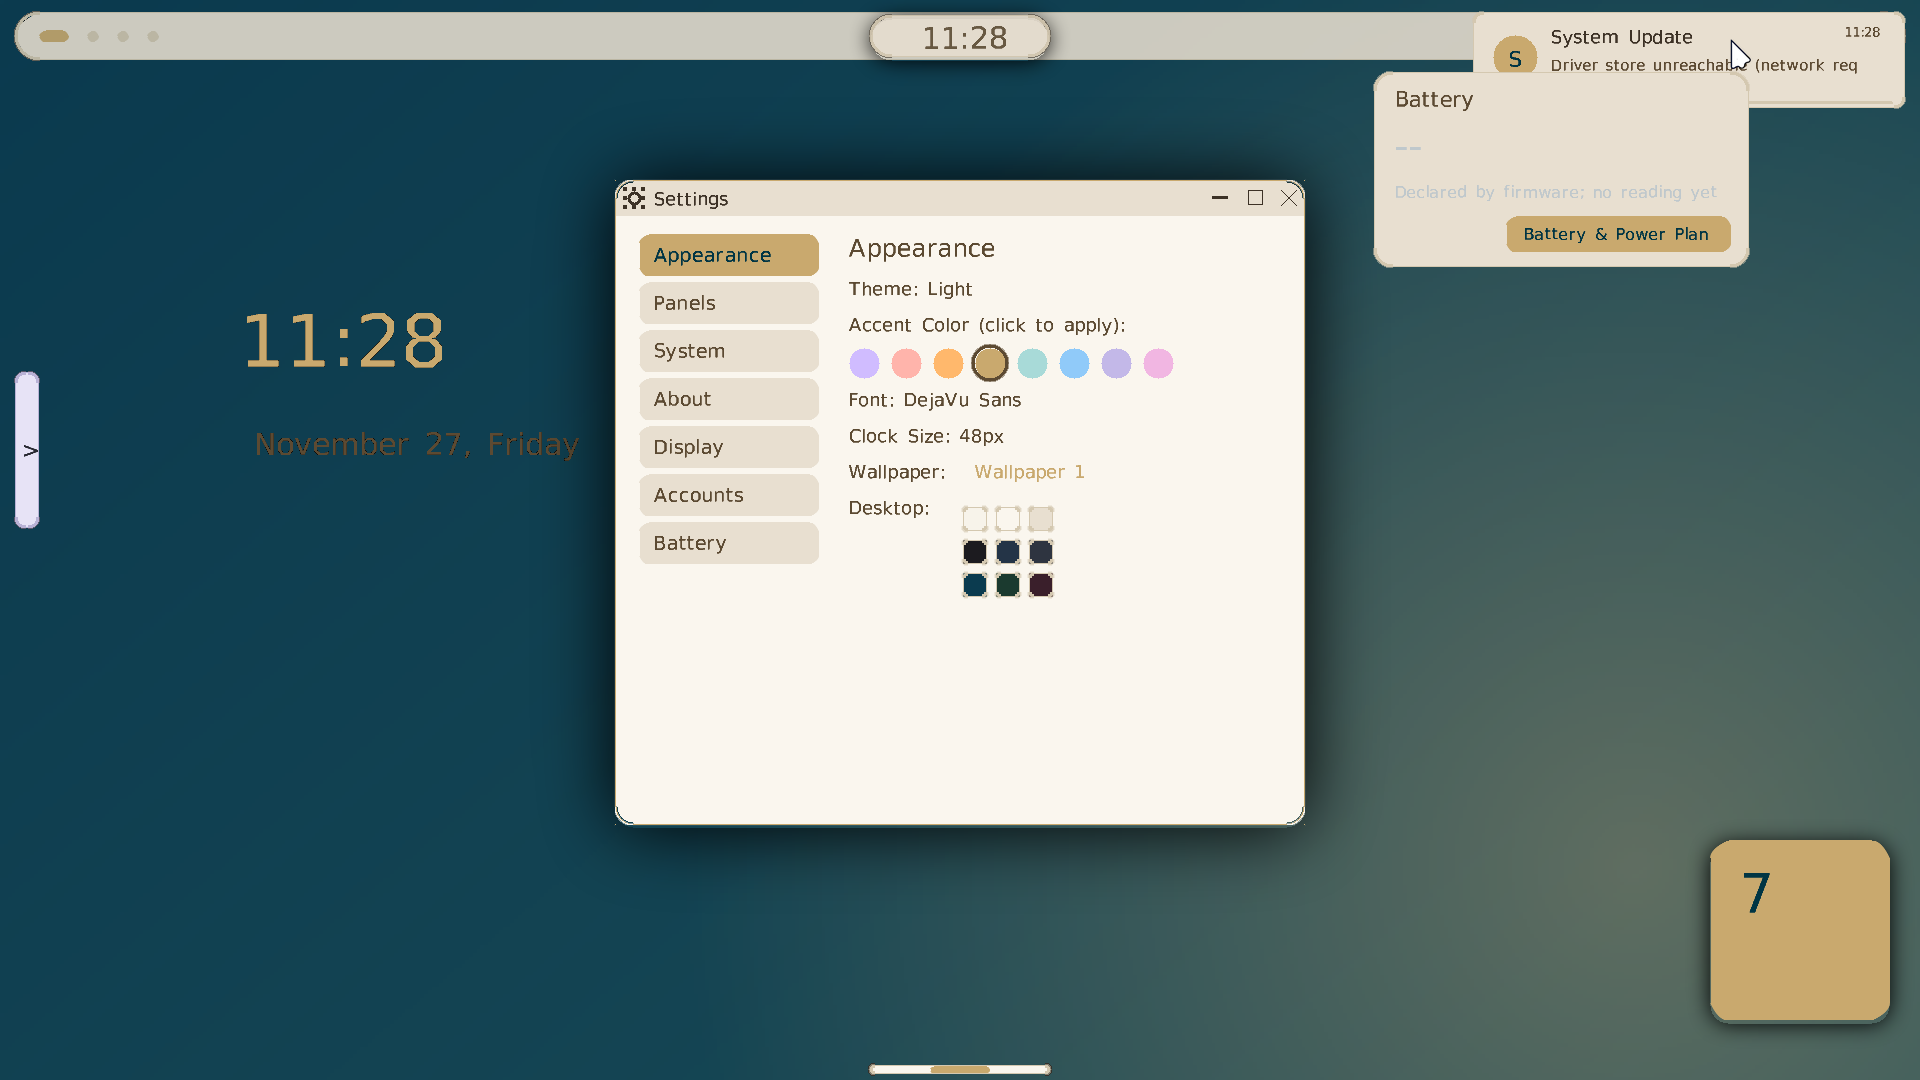 11:28
System Update
11:28
S
Driver store unreachable (network req
Battery
--
Declared by firmware; no reading yet
Battery & Power Plan
Settings
Appearance
Panels
System
About
Display
Accounts
Battery
Appearance
Theme: Light
Accent Color (click to apply):
Font: DejaVu Sans
Clock Size: 48px
Wallpaper: Wallpaper 1
Desktop:
11:28
November 27, Friday
>
7